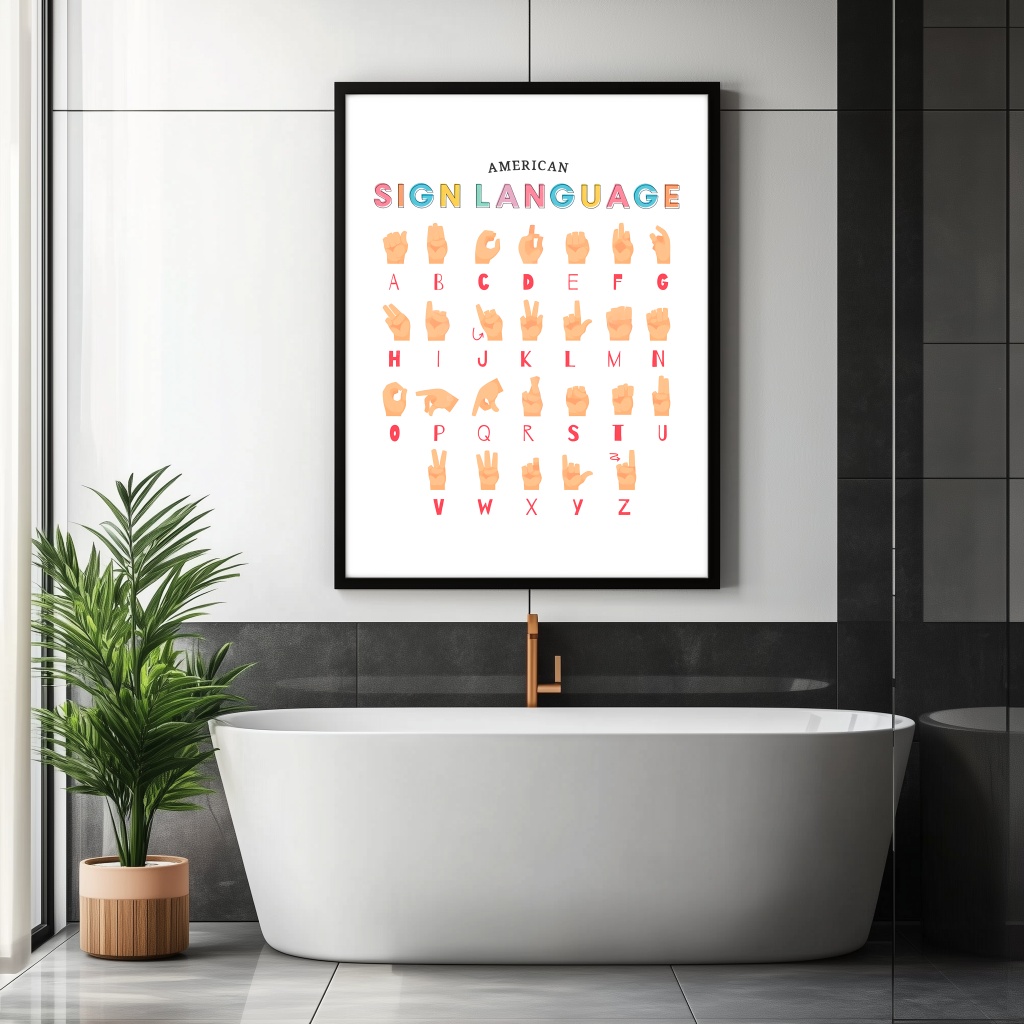 AMERICAN
SIGN LANGUAGE
A B C D E F G
H I J K L M N
O P Q R S T U
V W X Y Z